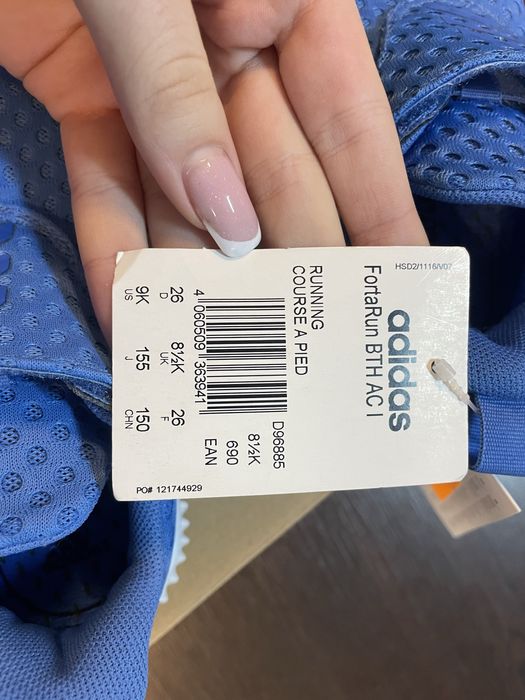 HSD2/1116/V07
adidas
FortaRun BTH AC I
RUNNING
COURSE A PIED
D96885
8½K
690
EAN
4 060509 363941
26 8½K 26
D UK F
9K 155 150
US J CHN
PO# 121744929